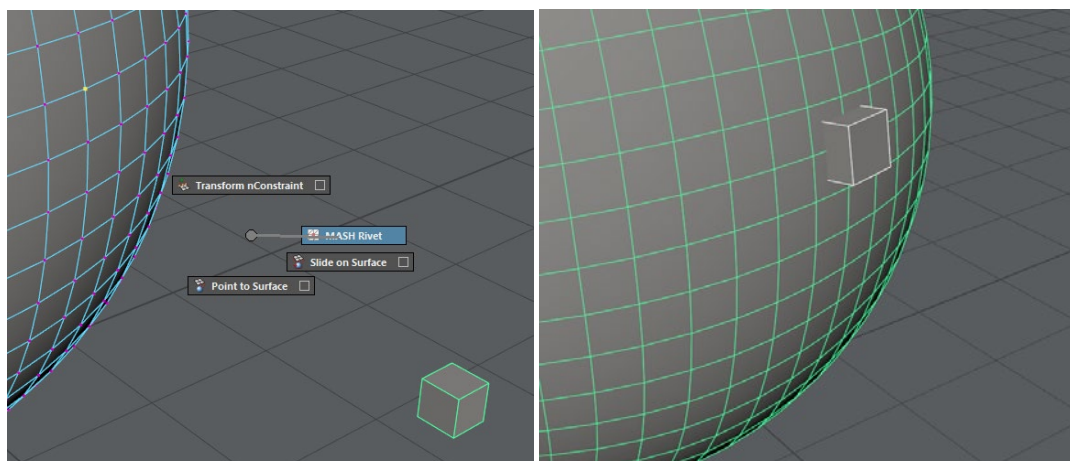 Transform nConstraint
MASH Rivet
Slide on Surface
Point to Surface